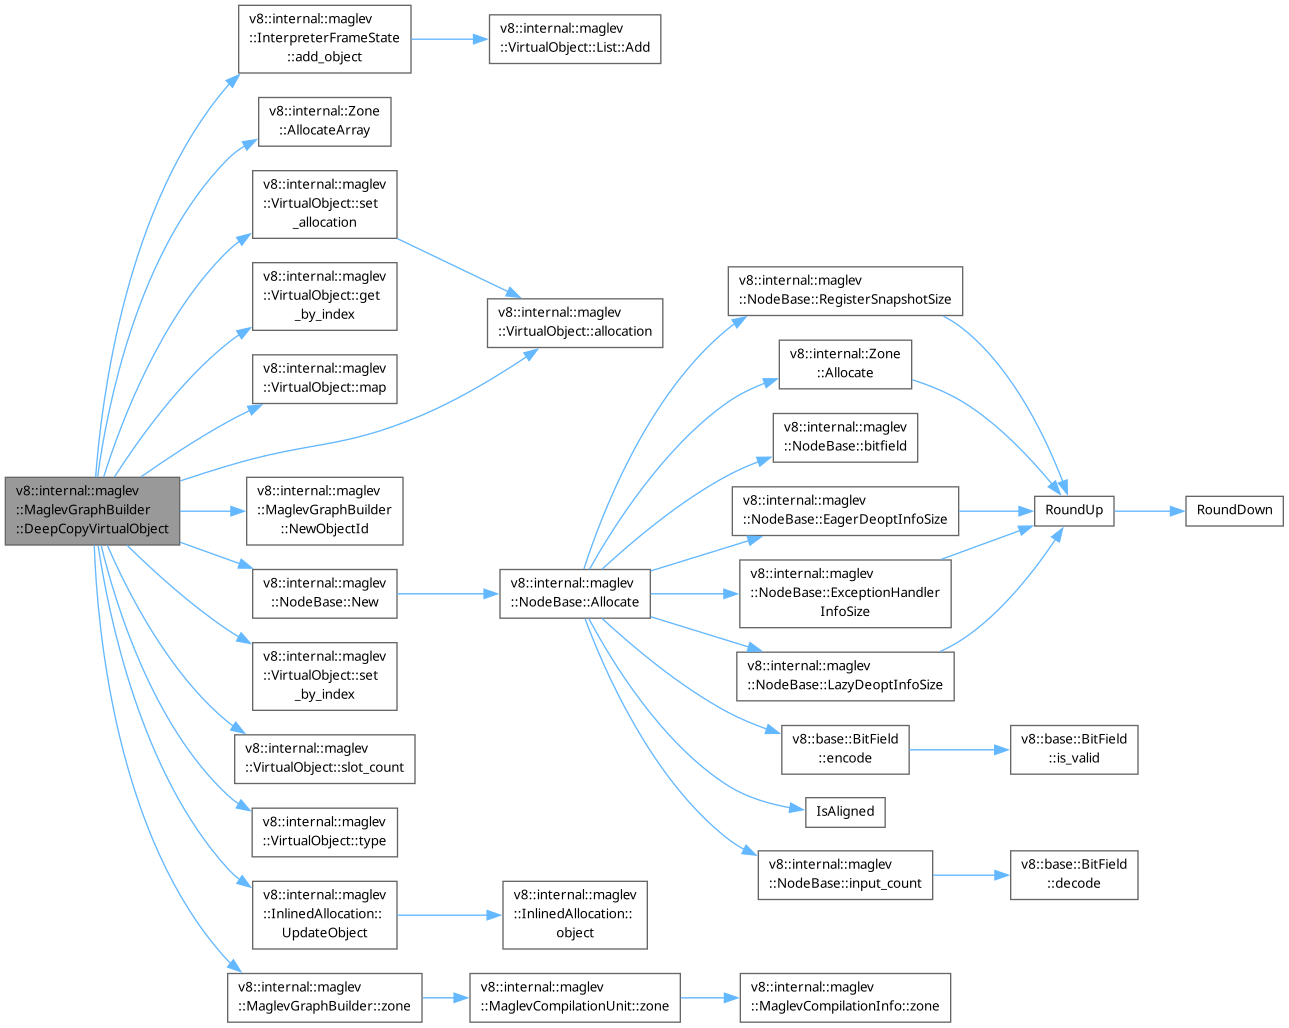 v8::internal::maglev
::MaglevGraphBuilder
::DeepCopyVirtualObject
v8::internal::maglev
::InterpreterFrameState
::add_object
v8::internal::maglev
::VirtualObject::List::Add
v8::internal::Zone
::AllocateArray
v8::internal::maglev
::VirtualObject::set
_allocation
v8::internal::maglev
::VirtualObject::get
_by_index
v8::internal::maglev
::VirtualObject::map
v8::internal::maglev
::VirtualObject::allocation
v8::internal::maglev
::MaglevGraphBuilder
::NewObjectId
v8::internal::maglev
::NodeBase::New
v8::internal::maglev
::VirtualObject::set
_by_index
v8::internal::maglev
::VirtualObject::slot_count
v8::internal::maglev
::VirtualObject::type
v8::internal::maglev
::InlinedAllocation::
UpdateObject
v8::internal::maglev
::InlinedAllocation::
object
v8::internal::maglev
::MaglevGraphBuilder::zone
v8::internal::maglev
::MaglevCompilationUnit::zone
v8::internal::maglev
::MaglevCompilationInfo::zone
v8::internal::maglev
::NodeBase::Allocate
v8::internal::maglev
::NodeBase::RegisterSnapshotSize
v8::internal::Zone
::Allocate
v8::internal::maglev
::NodeBase::bitfield
v8::internal::maglev
::NodeBase::EagerDeoptInfoSize
v8::internal::maglev
::NodeBase::ExceptionHandler
InfoSize
v8::internal::maglev
::NodeBase::LazyDeoptInfoSize
v8::base::BitField
::encode
IsAligned
v8::internal::maglev
::NodeBase::input_count
RoundUp
RoundDown
v8::base::BitField
::is_valid
v8::base::BitField
::decode